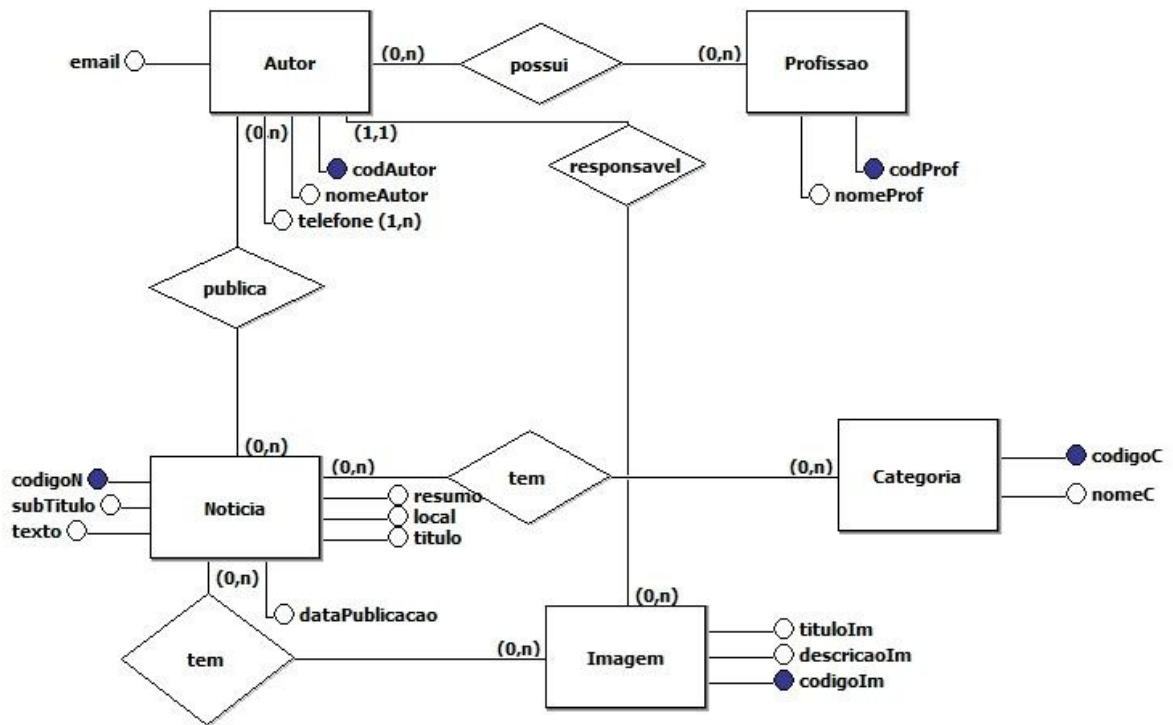 email
Autor
(0,n)
possui
(0,n)
Profissao
(0,n)
(1,1)
responsavel
codAutor
nomeAutor
telefone (1,n)
codProf
nomeProf
publica
(0,n)
codigoN
subTitulo
texto
Noticia
(0,n)
resumo
local
titulo
tem
(0,n)
Categoria
codigoC
nomeC
(0,n)
dataPublicacao
tem
(0,n)
(0,n)
Imagem
tituloIm
descricaoIm
codigoIm